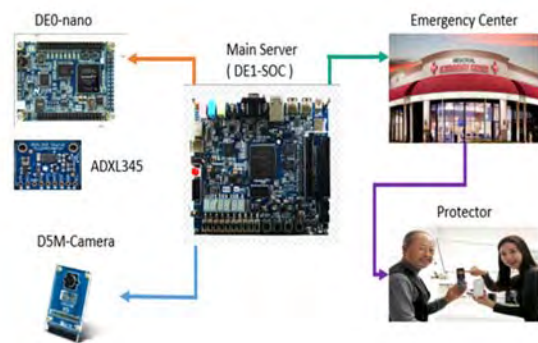 DE0-nano
Main Server
( DE1-SOC )
Emergency Center
ADXL345
D5M-Camera
Protector